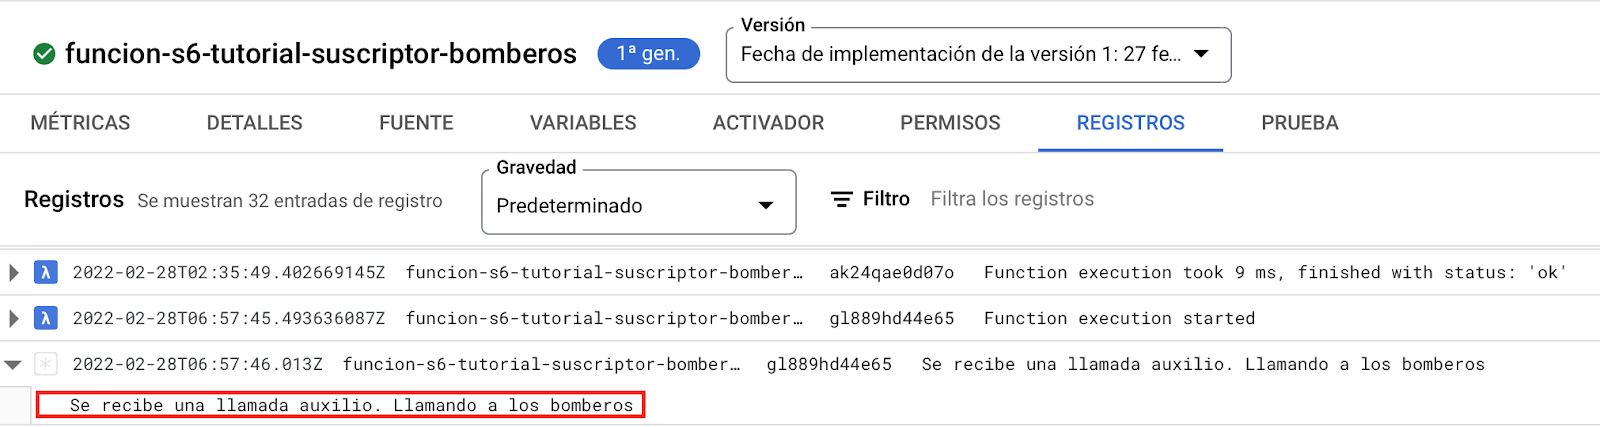 Versión
funcion-s6-tutorial-suscriptor-bomberos 1ª gen. Fecha de implementación de la versión 1: 27 fe...
MÉTRICAS DETALLES FUENTE VARIABLES ACTIVADOR PERMISOS REGISTROS PRUEBA
Gravedad
Registros Se muestran 32 entradas de registro Predeterminado Filtro Filtra los registros
λ 2022-02-28T02:35:49.402669145Z funcion-s6-tutorial-suscriptor-bomber… ak24qae0d07o Function execution took 9 ms, finished with status: 'ok'
λ 2022-02-28T06:57:45.493636087Z funcion-s6-tutorial-suscriptor-bomber… gl889hd44e65 Function execution started
* 2022-02-28T06:57:46.013Z funcion-s6-tutorial-suscriptor-bomber… gl889hd44e65 Se recibe una llamada auxilio. Llamando a los bomberos
Se recibe una llamada auxilio. Llamando a los bomberos